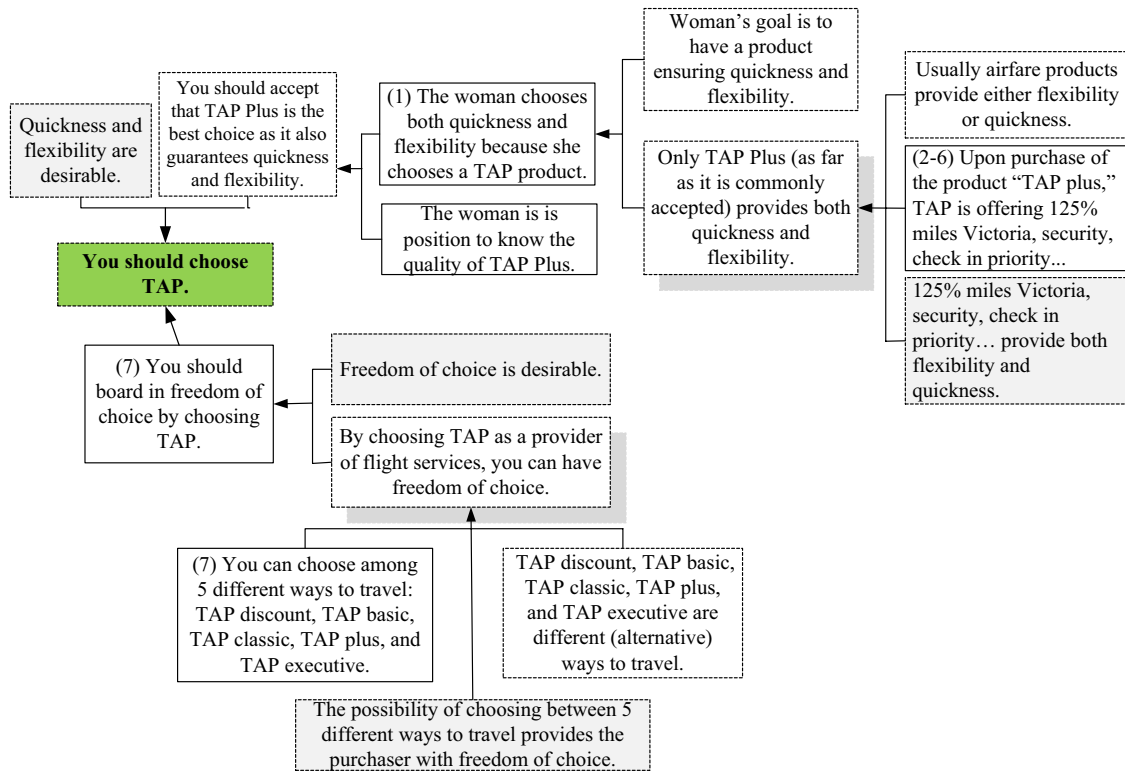 Quickness and
flexibility are
desirable.
You should accept
that TAP Plus is the
best choice as it also
guarantees quickness
and flexibility.
(1) The woman chooses
both quickness and
flexibility because she
chooses a TAP product.
The woman is is
position to know the
quality of TAP Plus.
Woman’s goal is to
have a product
ensuring quickness and
flexibility.
Only TAP Plus (as far
as it is commonly
accepted) provides both
quickness and
flexibility.
Usually airfare products
provide either flexibility
or quickness.
(2-6) Upon purchase of
the product “TAP plus,”
TAP is offering 125%
miles Victoria, security,
check in priority...
125% miles Victoria,
security, check in
priority… provide both
flexibility and
quickness.
You should choose
TAP.
(7) You should
board in freedom of
choice by choosing
TAP.
Freedom of choice is desirable.
By choosing TAP as a provider
of flight services, you can have
freedom of choice.
(7) You can choose among
5 different ways to travel:
TAP discount, TAP basic,
TAP classic, TAP plus, and
TAP executive.
TAP discount, TAP basic,
TAP classic, TAP plus,
and TAP executive are
different (alternative)
ways to travel.
The possibility of choosing between 5
different ways to travel provides the
purchaser with freedom of choice.